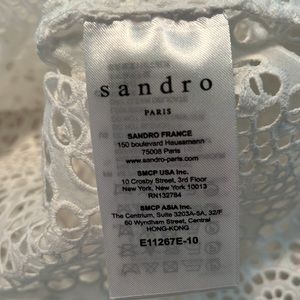 sandro
PARIS
SANDRO FRANCE
150 boulevard Haussmann
75008 Paris
www.sandro-paris.com
SMCP USA Inc.
10 Crosby Street, 3rd Floor
New York, New York 10013
RN132784
SMCP ASIA Inc.
The Centrium, Suite 3203A-5A, 32/F
60 Wyndham Street, Central
HONG-KONG
E11267E-10